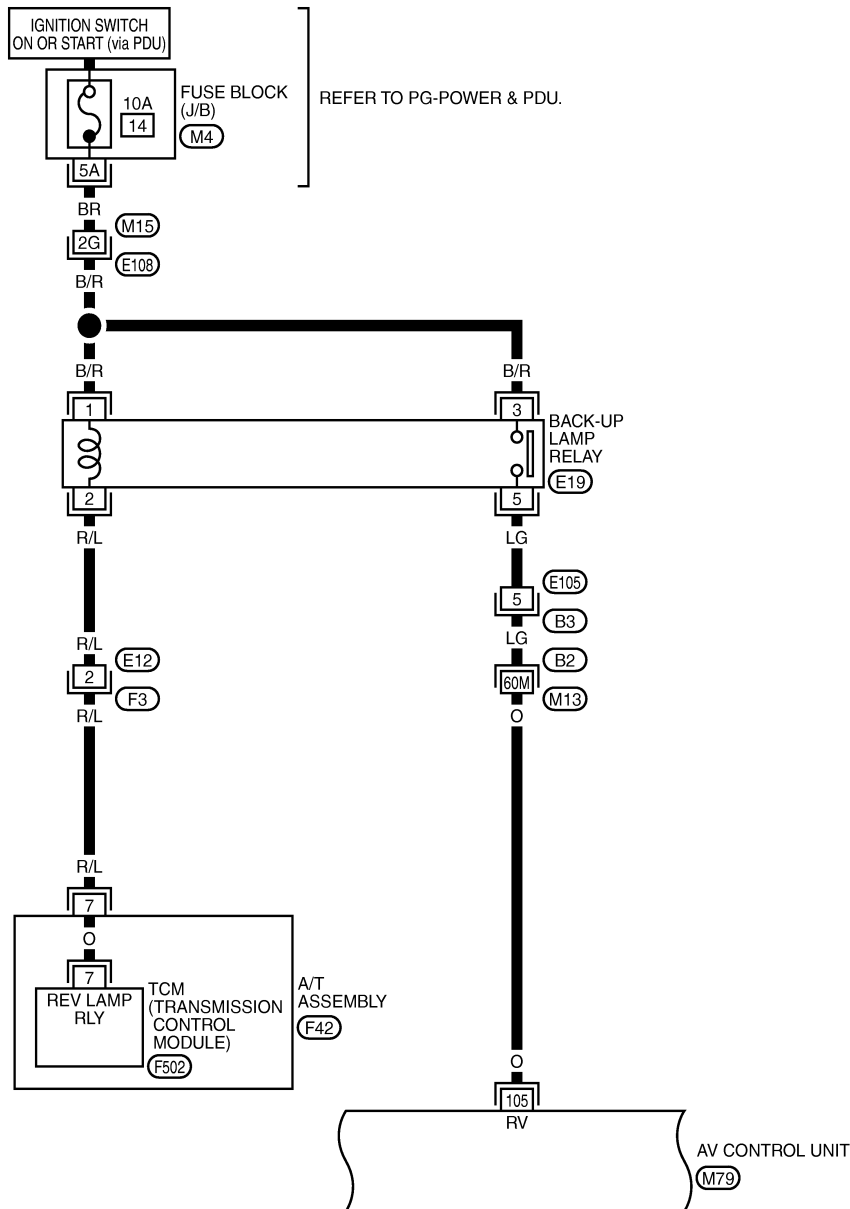 IGNITION SWITCH
ON OR START (via PDU)
FUSE BLOCK
(J/B)
10A
14
M4
REFER TO PG-POWER & PDU.
5A
BR
M15
2G
E108
B/R
B/R
B/R
1
3
BACK-UP
LAMP
RELAY
E19
2
5
R/L
LG
E105
5
B3
R/L
LG
E12
B2
2
60M
F3
M13
R/L
O
R/L
7
O
7
REV LAMP
RLY
TCM
(TRANSMISSION
CONTROL
MODULE)
F502
A/T
ASSEMBLY
F42
O
105
RV
AV CONTROL UNIT
M79